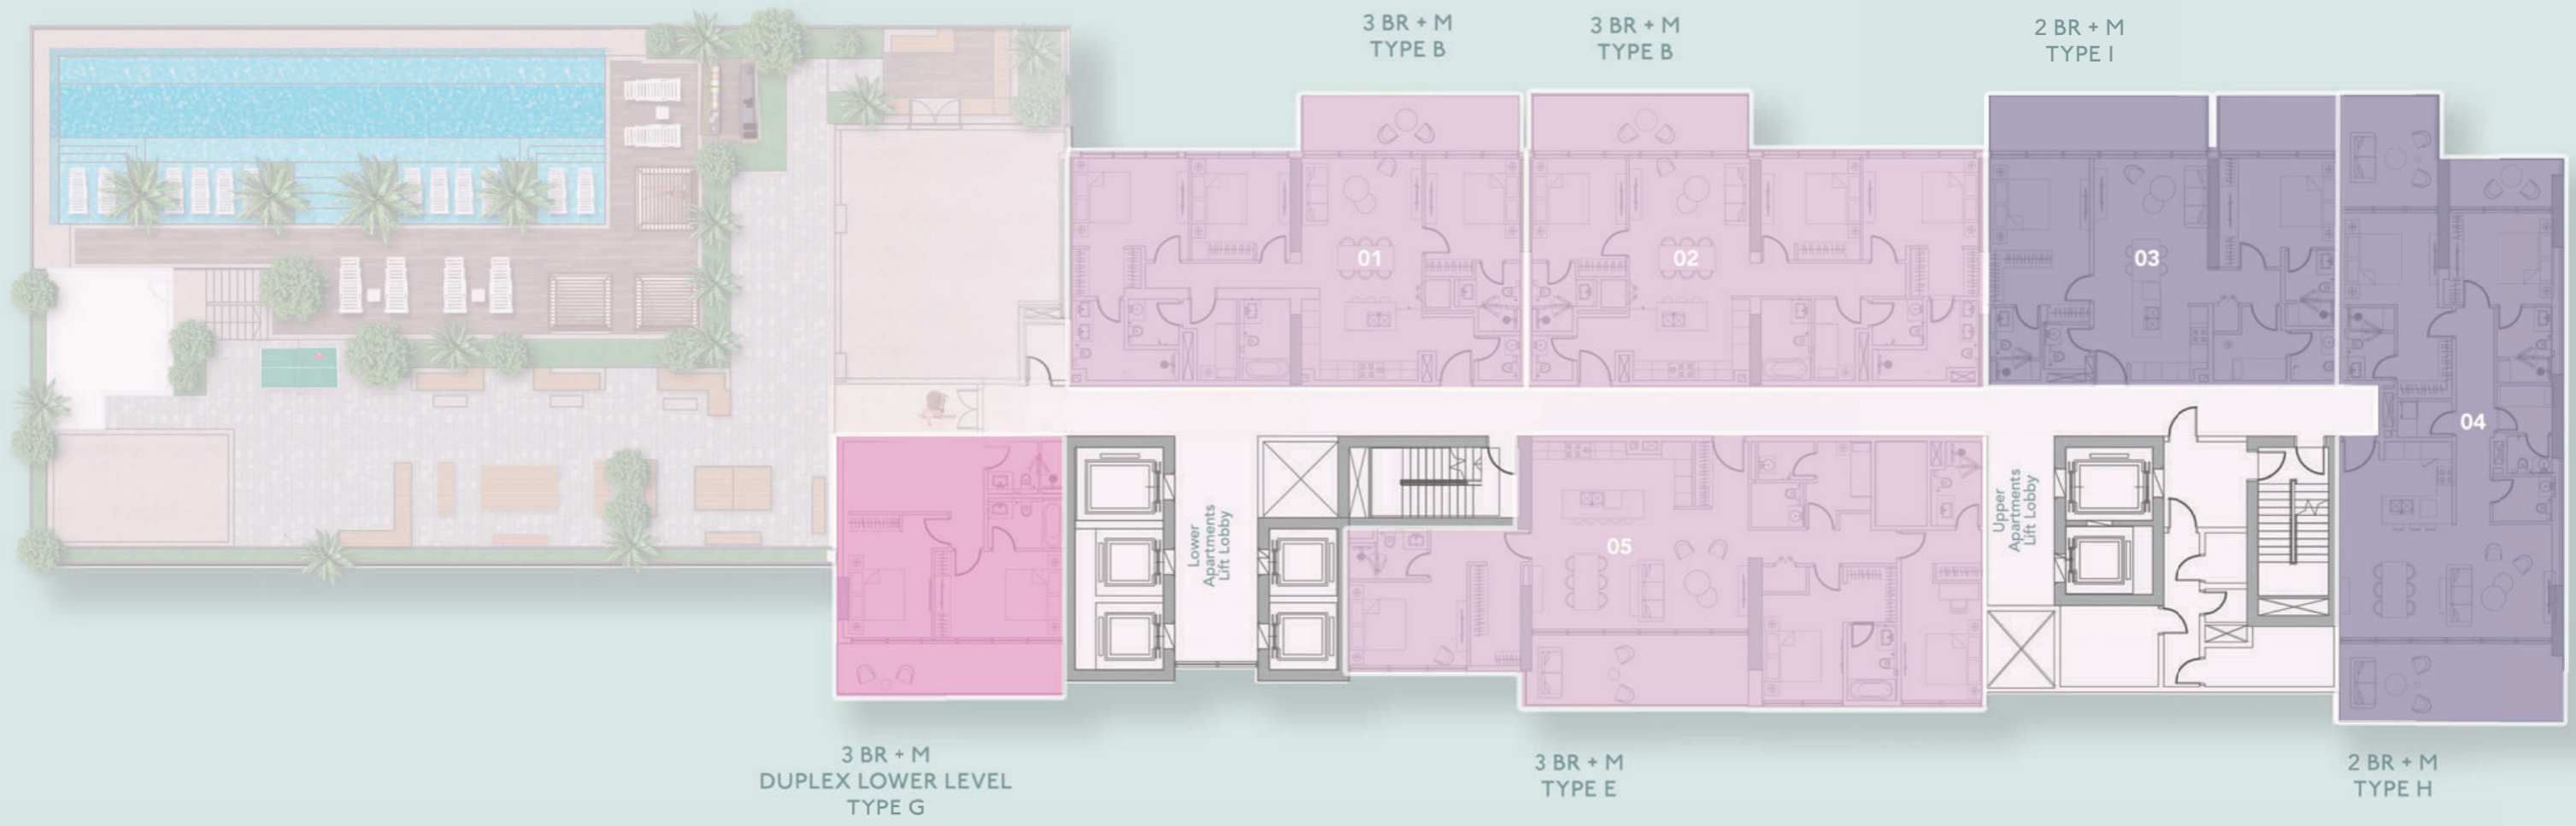 3 BR + M
TYPE B
3 BR + M
TYPE B
2 BR + M
TYPE I
01
02
03
04
05
Lower
Apartments
Lift Lobby
Upper
Apartments
Lift Lobby
3 BR + M
DUPLEX LOWER LEVEL
TYPE G
3 BR + M
TYPE E
2 BR + M
TYPE H